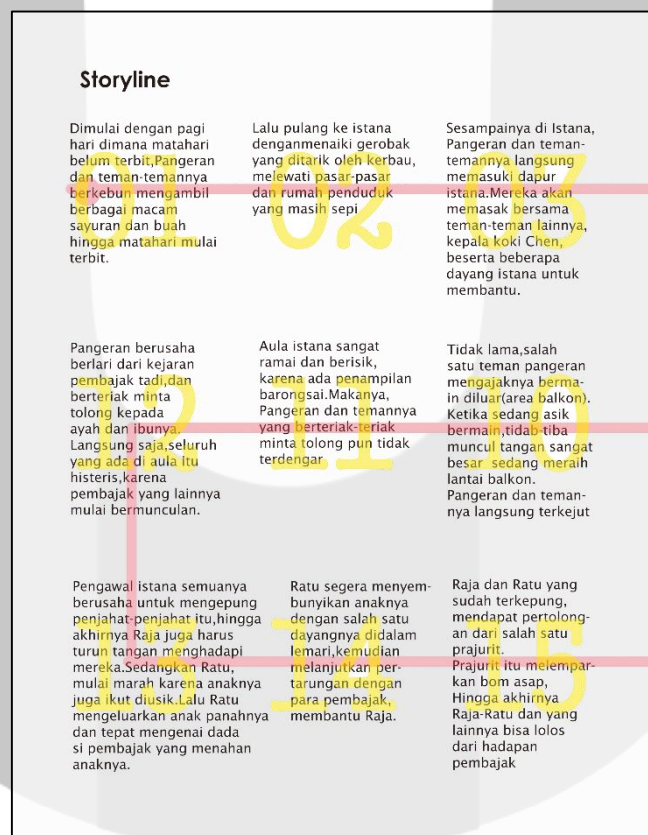 Storyline
01
Dimulai dengan pagi
hari dimana matahari
belum terbit,Pangeran
dan teman-temannya
berkebun mengambil
berbagai macam
sayuran dan buah
hingga matahari mulai
terbit.
02
Lalu pulang ke istana
denganmenaiki gerobak
yang ditarik oleh kerbau,
melewati pasar-pasar
dan rumah penduduk
yang masih sepi
03
Sesampainya di Istana,
Pangeran dan teman-
temannya langsung
memasuki dapur
istana.Mereka akan
memasak bersama
teman-teman lainnya,
kepala koki Chen,
beserta beberapa
dayang istana untuk
membantu.
10
Tidak lama,salah
satu teman pangeran
mengajaknya berma-
in diluar(area balkon).
Ketika sedang asik
bermain,tidab-tiba
muncul tangan sangat
besar sedang meraih
lantai balkon.
Pangeran dan teman-
nya langsung terkejut
11
Aula istana sangat
ramai dan berisik,
karena ada penampilan
barongsai.Makanya,
Pangeran dan temannya
yang berteriak-teriak
minta tolong pun tidak
terdengar
12
Pangeran berusaha
berlari dari kejaran
pembajak tadi,dan
berteriak minta
tolong kepada
ayah dan ibunya.
Langsung saja,seluruh
yang ada di aula itu
histeris,karena
pembajak yang lainnya
mulai bermunculan.
13
Pengawal istana semuanya
berusaha untuk mengepung
penjahat-penjahat itu,hingga
akhirnya Raja juga harus
turun tangan menghadapi
mereka.Sedangkan Ratu,
mulai marah karena anaknya
juga ikut diusik.Lalu Ratu
mengeluarkan anak panahnya
dan tepat mengenai dada
si pembajak yang menahan
anaknya.
14
Ratu segera menyem-
bunyikan anaknya
dengan salah satu
dayangnya didalam
lemari,kemudian
melanjutkan per-
tarungan dengan
para pembajak,
membantu Raja.
15
Raja dan Ratu yang
sudah terkepung,
mendapat pertolong-
an dari salah satu
prajurit.
Prajurit itu melempar-
kan bom asap,
Hingga akhirnya
Raja-Ratu dan yang
lainnya bisa lolos
dari hadapan
pembajak